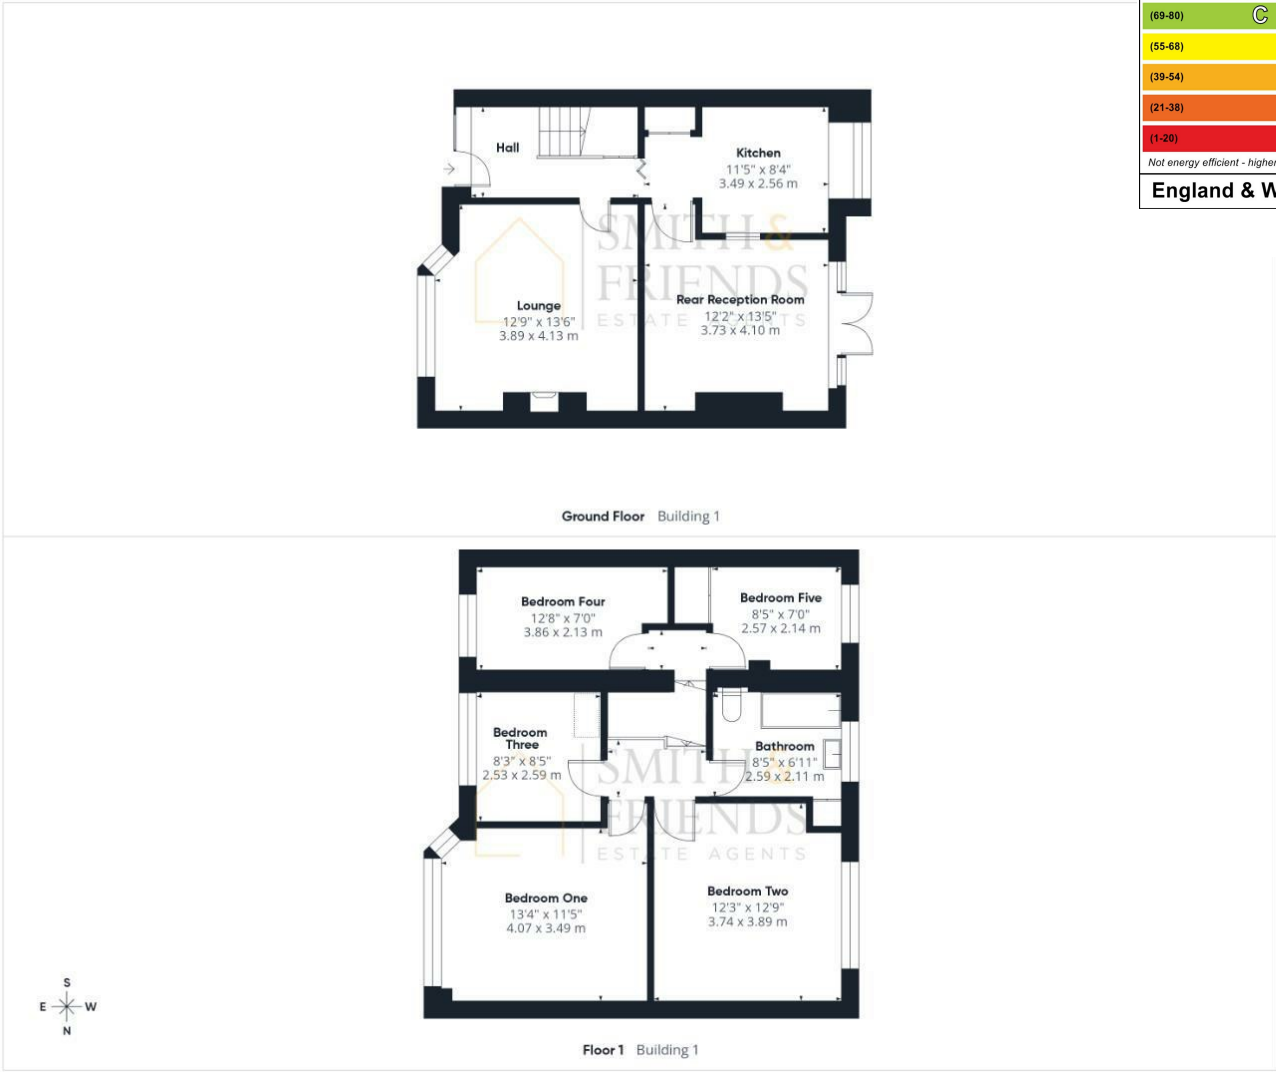 (69-80) C
(55-68)
(39-54)
(21-38)
(1-20)
Not energy efficient - higher
England & W
Hall
Kitchen
11'5" x 8'4"
3.49 x 2.56 m
SMITH &
FRIENDS
ESTATE AGENTS
Lounge
12'9" x 13'6"
3.89 x 4.13 m
Rear Reception Room
12'2" x 13'5"
3.73 x 4.10 m
Ground Floor Building 1
Bedroom Four
12'8" x 7'0"
3.86 x 2.13 m
Bedroom Five
8'5" x 7'0"
2.57 x 2.14 m
Bedroom
Three
8'3" x 8'5"
2.53 x 2.59 m
Bathroom
8'5" x 6'11"
2.59 x 2.11 m
SMITH &
FRIENDS
ESTATE AGENTS
Bedroom One
13'4" x 11'5"
4.07 x 3.49 m
Bedroom Two
12'3" x 12'9"
3.74 x 3.89 m
S
E W
N
Floor 1 Building 1